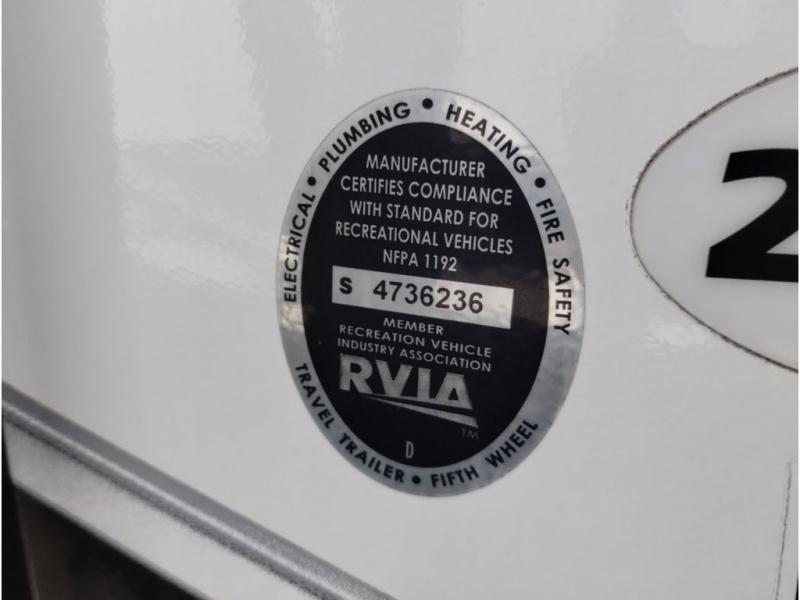 ELECTRICAL • PLUMBING • HEATING • FIRE SAFETY
MANUFACTURER
CERTIFIES COMPLIANCE
WITH STANDARD FOR
RECREATIONAL VEHICLES
NFPA 1192
S 4736236
MEMBER
RECREATION VEHICLE
INDUSTRY ASSOCIATION
RVIA
TM
D
TRAVEL TRAILER • FIFTH WHEEL
2